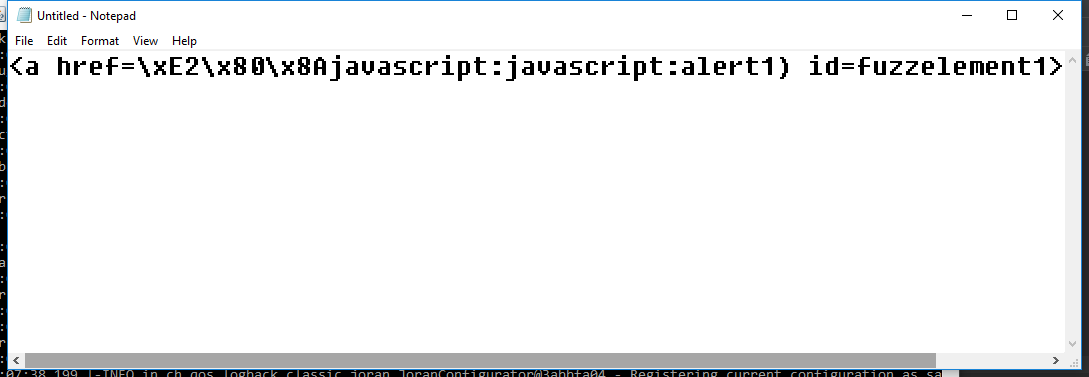 Untitled - Notepad
File Edit Format View Help
<a href=\xE2\x80\x8Ajavascript:javascript:alert1) id=fuzzelement1>
:07:38,199 |-INFO in ch.qos.logback.classic.joran.JoranConfigurator@3abbfa04 - Registering current configuration as sa